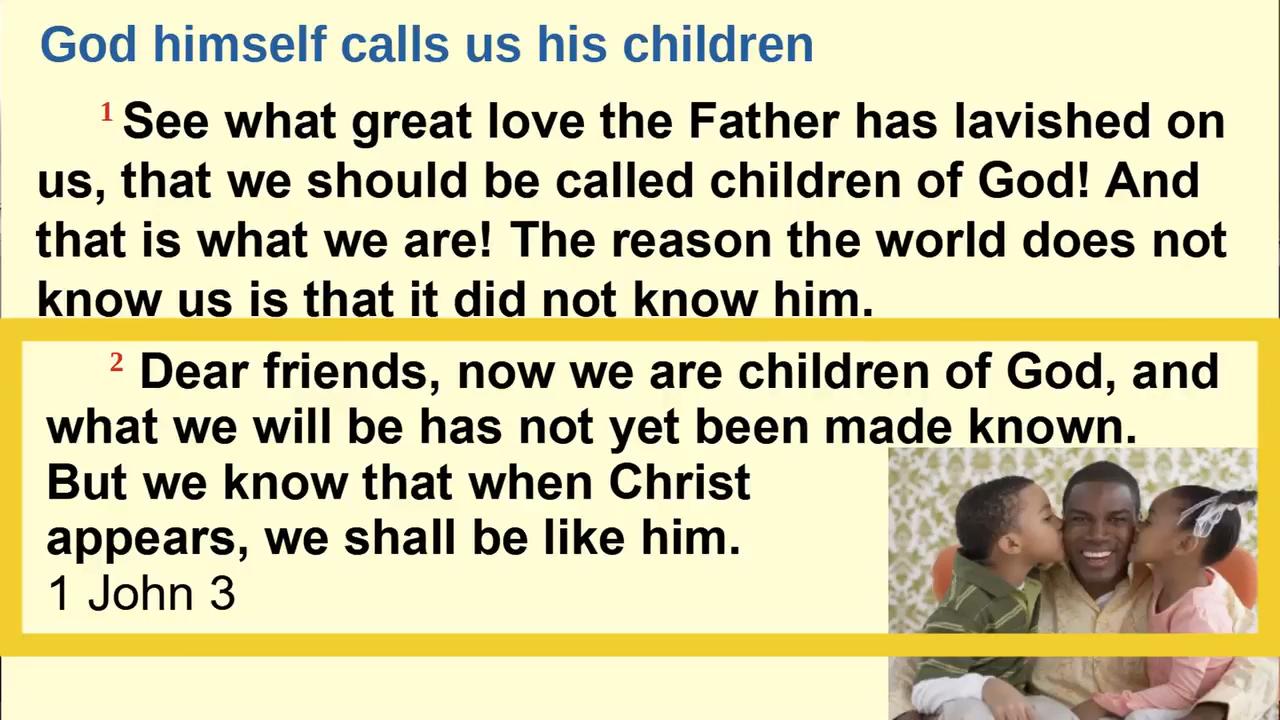 God himself calls us his children
1 See what great love the Father has lavished on
us, that we should be called children of God! And
that is what we are! The reason the world does not
know us is that it did not know him.
2 Dear friends, now we are children of God, and
what we will be has not yet been made known.
But we know that when Christ
appears, we shall be like him.
1 John 3